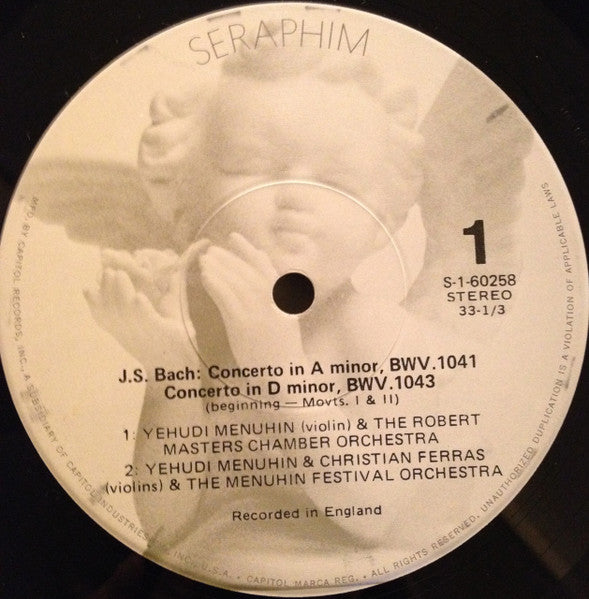 SERAPHIM
1
S-1-60258
STEREO
33-1/3
J.S. Bach: Concerto in A minor, BWV.1041
Concerto in D minor, BWV.1043
(beginning — Movts. I & II)
1: YEHUDI MENUHIN (violin) & THE ROBERT
MASTERS CHAMBER ORCHESTRA
2: YEHUDI MENUHIN & CHRISTIAN FERRAS
(violins) & THE MENUHIN FESTIVAL ORCHESTRA
Recorded in England
MFD. BY CAPITOL RECORDS, INC., A SUBSIDIARY OF CAPITOL INDUSTRIES, INC., U.S.A. • CAPITOL MARCA REG. • ALL RIGHTS RESERVED. UNAUTHORIZED DUPLICATION IS A VIOLATION OF APPLICABLE LAWS